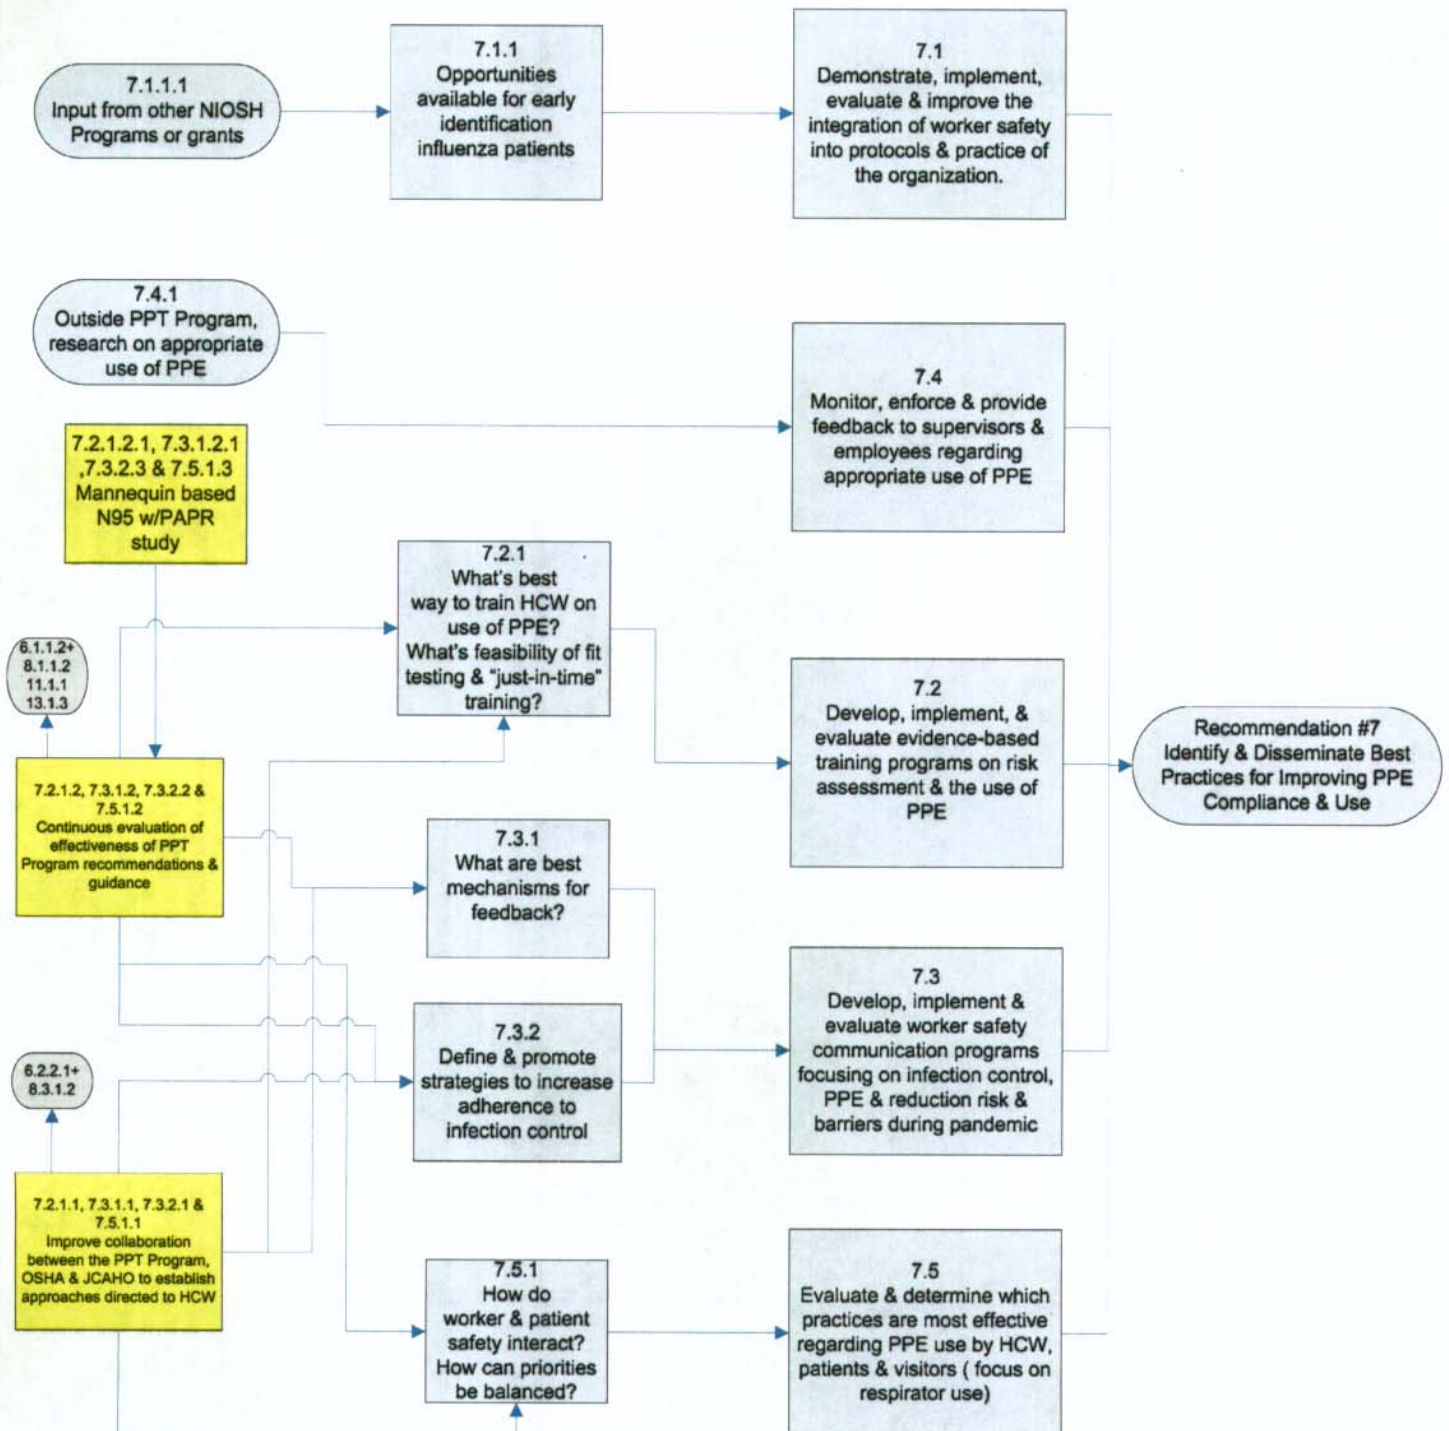 7.1.1.1
Input from other NIOSH
Programs or grants
7.1.1
Opportunities
available for early
identification
influenza patients
7.1
Demonstrate, implement,
evaluate & improve the
integration of worker safety
into protocols & practice of
the organization.
7.4.1
Outside PPT Program,
research on appropriate
use of PPE
7.4
Monitor, enforce & provide
feedback to supervisors &
employees regarding
appropriate use of PPE
7.2.1.2.1, 7.3.1.2.1
,7.3.2.3 & 7.5.1.3
Mannequin based
N95 w/PAPR
study
7.2.1
What's best
way to train HCW on
use of PPE?
What's feasibility of fit
testing & "just-in-time"
training?
6.1.1.2+
8.1.1.2
11.1.1
13.1.3
7.2
Develop, implement, &
evaluate evidence-based
training programs on risk
assessment & the use of
PPE
Recommendation #7
Identify & Disseminate Best
Practices for Improving PPE
Compliance & Use
7.2.1.2, 7.3.1.2, 7.3.2.2 &
7.5.1.2
Continuous evaluation of
effectiveness of PPT
Program recommendations &
guidance
7.3.1
What are best
mechanisms for
feedback?
7.3.2
Define & promote
strategies to increase
adherence to
infection control
7.3
Develop, implement &
evaluate worker safety
communication programs
focusing on infection control,
PPE & reduction risk &
barriers during pandemic
6.2.2.1+
8.3.1.2
7.2.1.1, 7.3.1.1, 7.3.2.1 &
7.5.1.1
Improve collaboration
between the PPT Program,
OSHA & JCAHO to establish
approaches directed to HCW
7.5.1
How do
worker & patient
safety interact?
How can priorities
be balanced?
7.5
Evaluate & determine which
practices are most effective
regarding PPE use by HCW,
patients & visitors ( focus on
respirator use)